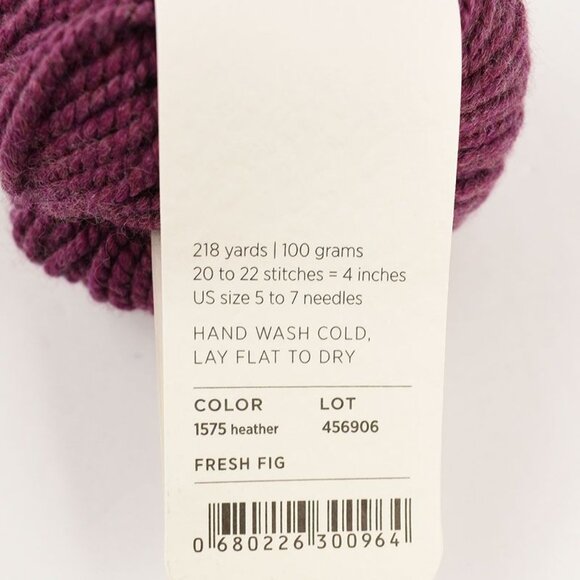 218 yards | 100 grams
20 to 22 stitches = 4 inches
US size 5 to 7 needles
HAND WASH COLD,
LAY FLAT TO DRY
COLOR LOT
1575 heather 456906
FRESH FIG
0 680226 300964